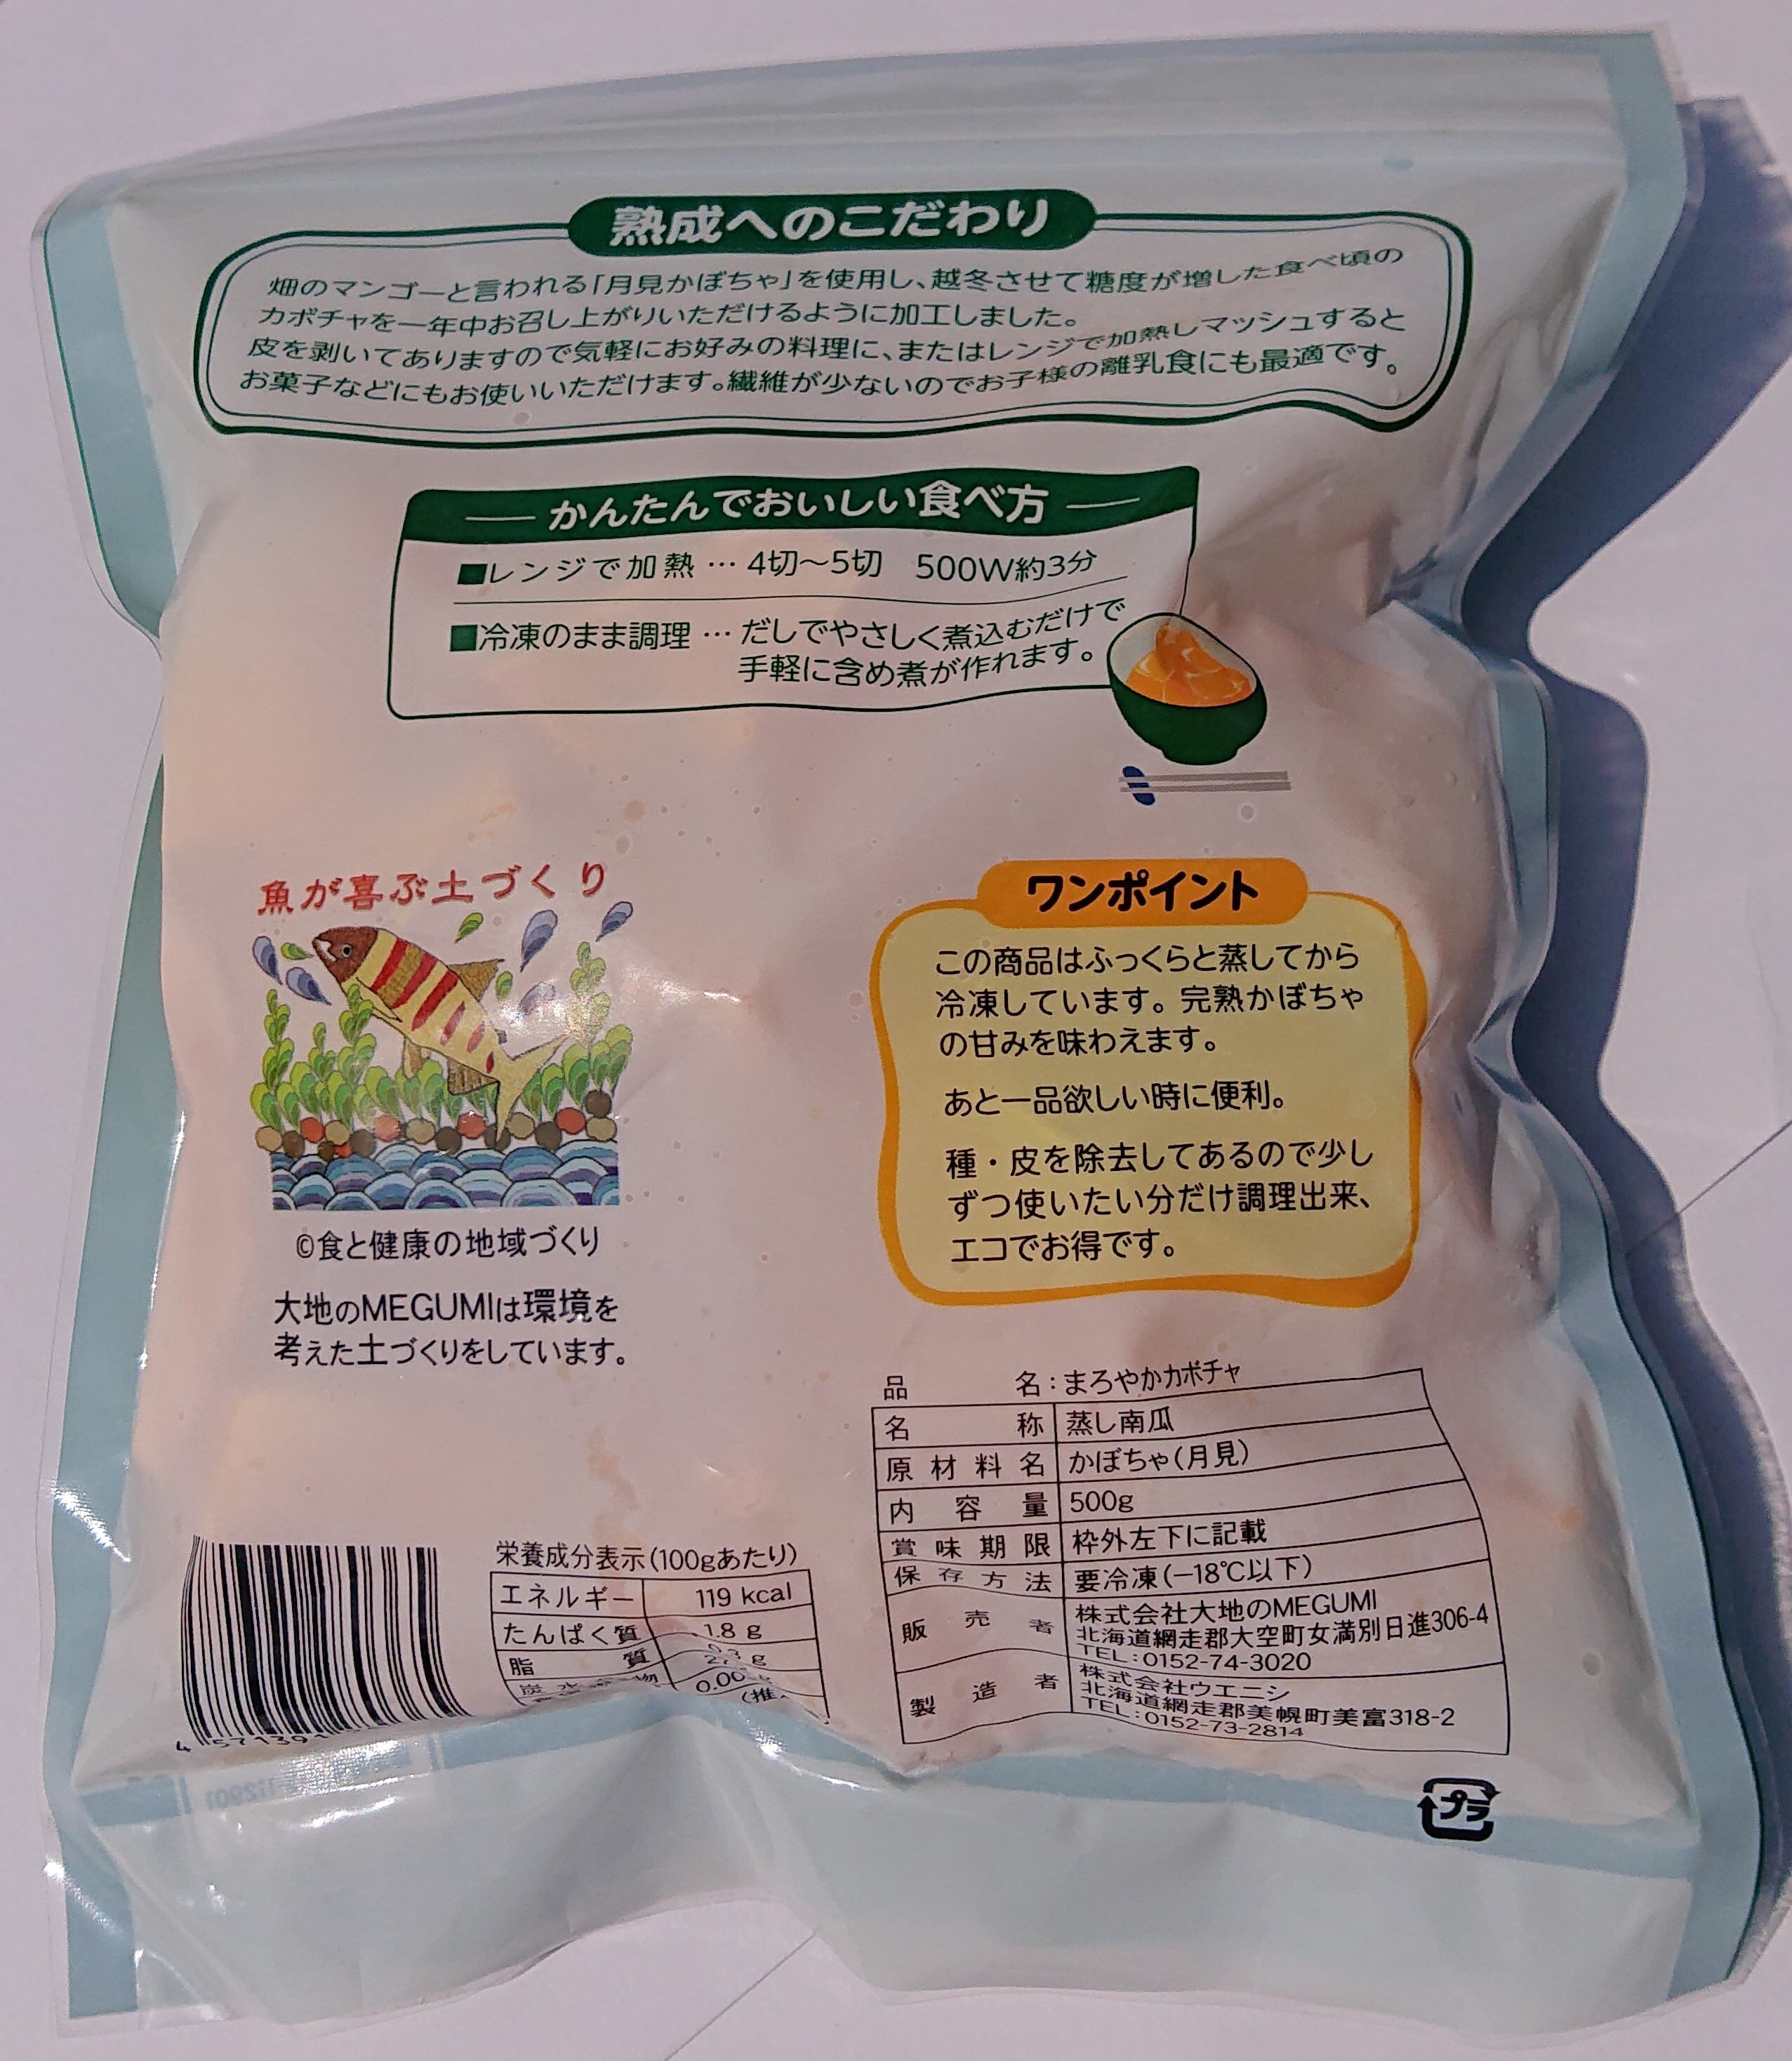 熟成へのこだわり
畑のマンゴーと言われる「月見かぼちゃ」を使用し、越冬させて糖度が増した食べ頃の
カボチャを一年中お召し上がりいただけるように加工しました。
皮を剥いてありますので気軽にお好みの料理に、またはレンジで加熱しマッシュすると
お菓子などにもお使いいただけます。繊維が少ないのでお子様の離乳食にも最適です。
かんたんでおいしい食べ方
■レンジで加熱 … 4切～5切 500W約3分
■冷凍のまま調理 … だしでやさしく煮込むだけで
手軽に含め煮が作れます。
魚が喜ぶ土づくり
©食と健康の地域づくり
大地のMEGUMIは環境を
考えた土づくりをしています。
ワンポイント
この商品はふっくらと蒸してから
冷凍しています。完熟かぼちゃ
の甘みを味わえます。
あと一品欲しい時に便利。
種・皮を除去してあるので少し
ずつ使いたい分だけ調理出来、
エコでお得です。
品名：まろやかカボチャ
名称 蒸し南瓜
原材料名 かぼちゃ(月見)
内容量 500g
賞味期限 枠外左下に記載
保存方法 要冷凍(−18℃以下)
販売者 株式会社大地のMEGUMI
北海道網走郡大空町女満別日進306-4
TEL：0152-74-3020
製造者 株式会社ウエニシ
北海道網走郡美幌町美富318-2
TEL：0152-73-2814
栄養成分表示(100gあたり)
エネルギー 119 kcal
たんぱく質 1.8 g
脂質
プラ